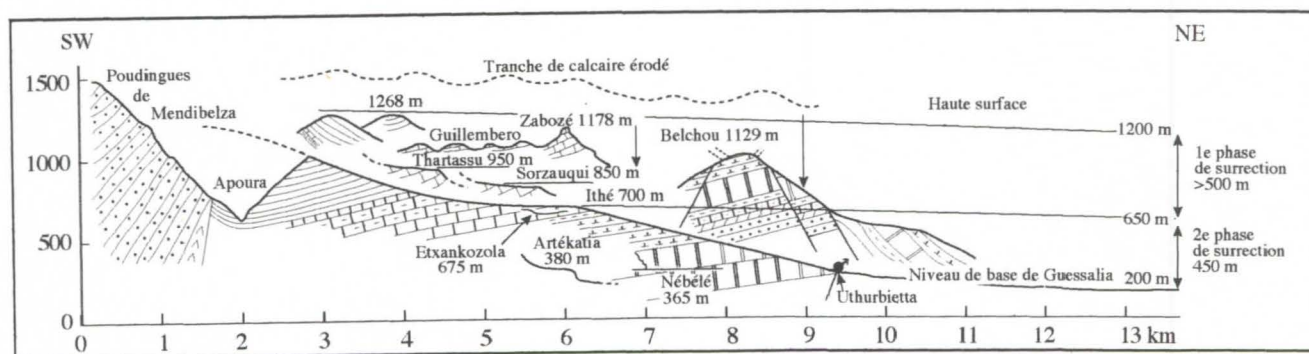 SW
NE
1500
1000
500
0
Poudingues
de
Mendibelza
Tranche de calcaire érodé
1268 m
Zabozé 1178 m
Guillembero
Belchou 1129 m
Haute surface
1200 m
Thartassu 950 m
Apoura
Sorzauqui 850 m
Ithé 700 m
1e phase
de surrection
>500 m
650 m
Etxankozola
675 m
Artékatia
380 m
Nébélé
365 m
2e phase
de surrection
450 m
Niveau de base de Guessalia
200 m
Uthurbietta
0 1 2 3 4 5 6 7 8 9 10 11 12 13 km